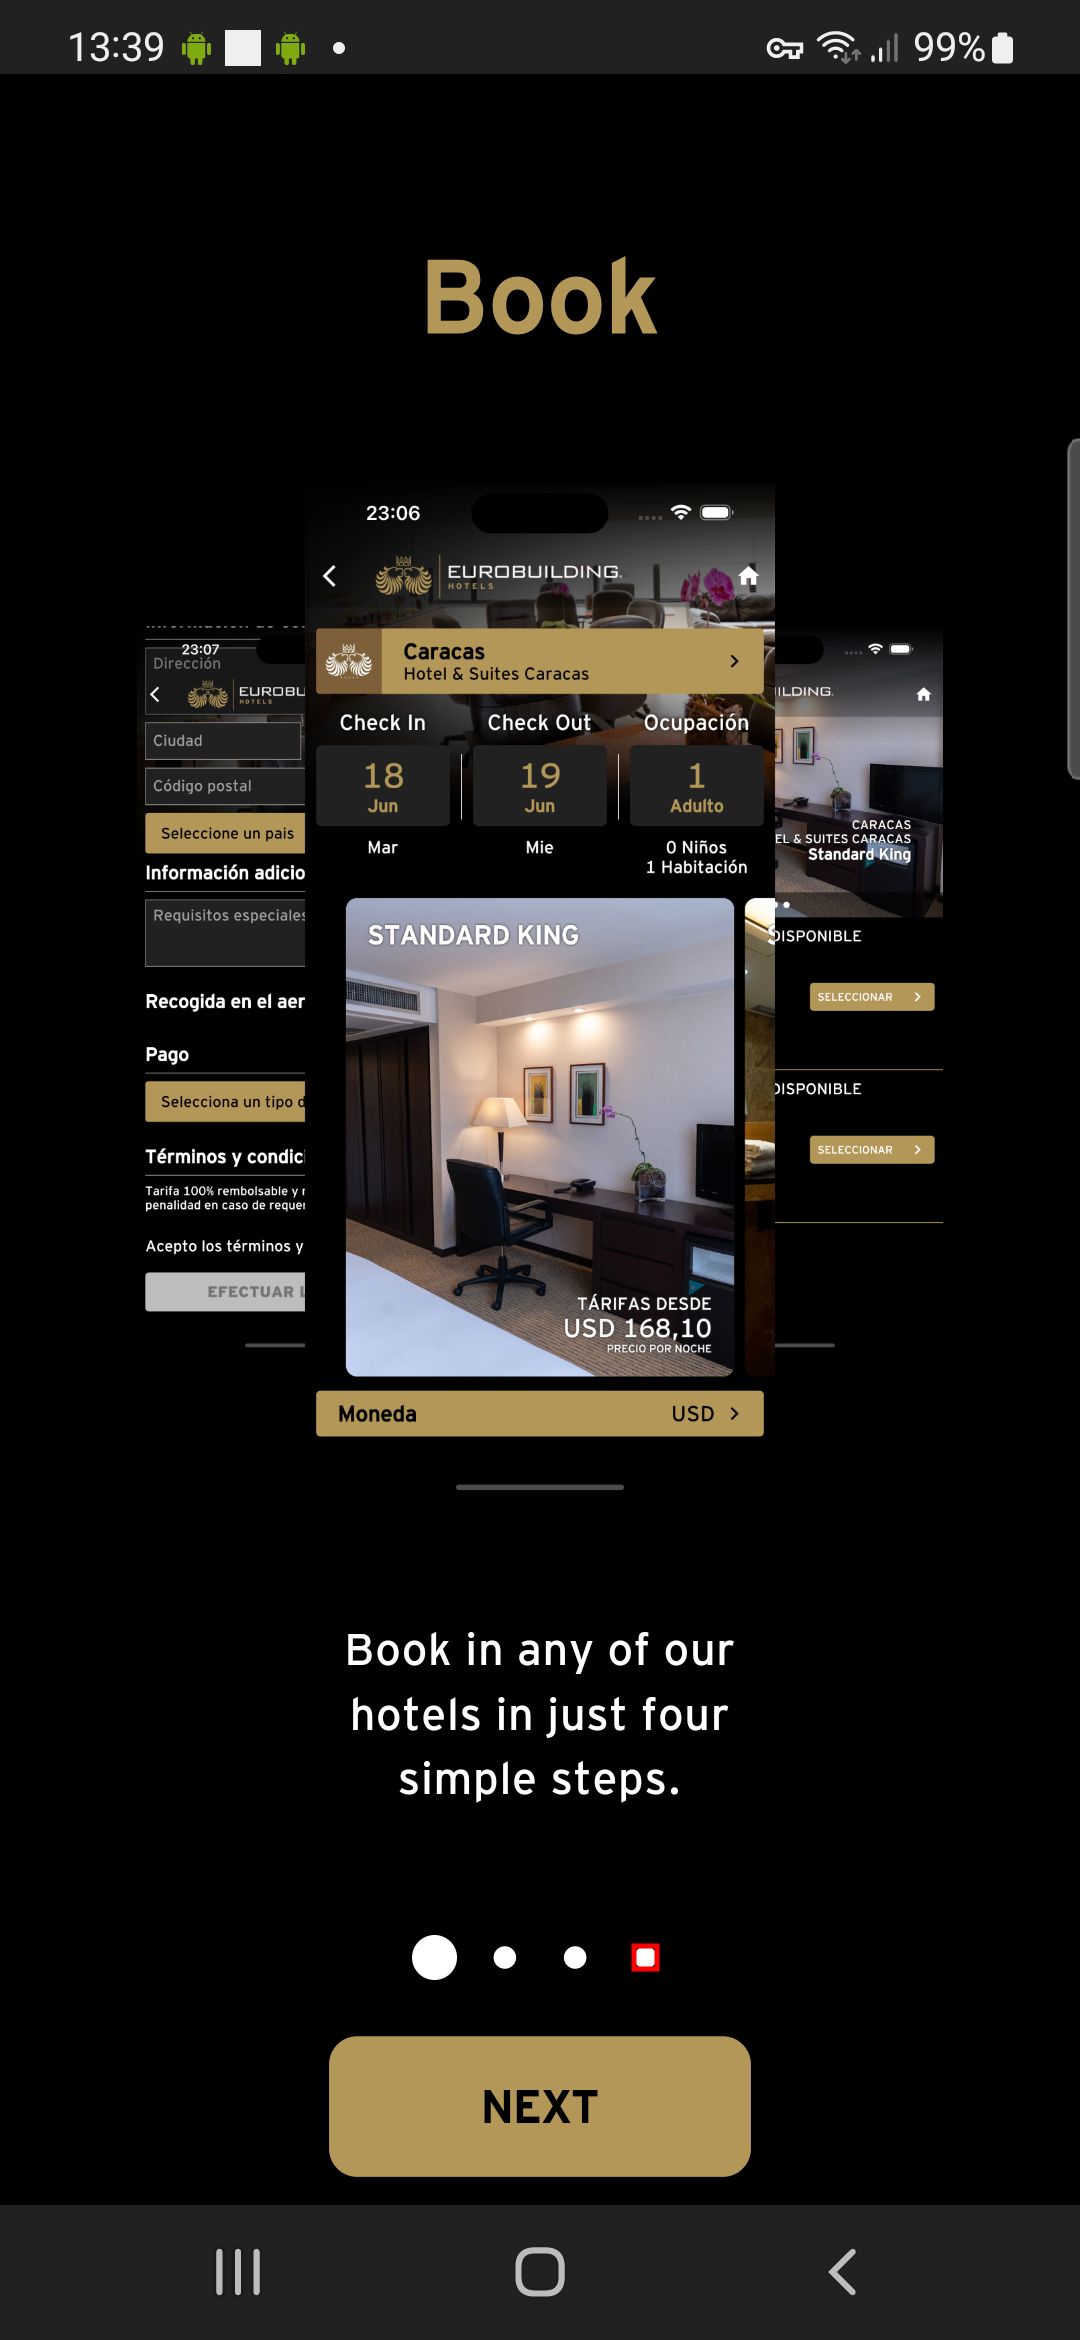 13:39
99%
Book
23:06
EUROBUILDING
HOTELS
Caracas
Hotel & Suites Caracas
Check In
Check Out
Ocupación
18
Jun
19
Jun
1
Adulto
Mar
Mie
0 Niños
1 Habitación
STANDARD KING
TÁRIFAS DESDE
USD 168,10
PRECIO POR NOCHE
Moneda
USD
23:07
Dirección
HOTELS
Ciudad
Código postal
Seleccione un pais
Información adicio
Requisitos especiales
Recogida en el aer
Pago
Selecciona un tipo d
Términos y condici
Tarifa 100% rembolsable y
penalidad en caso de requer
Acepto los términos y
EFECTUAR
ILDING
CARACAS
EL & SUITES CARACAS
Standard King
DISPONIBLE
SELECCIONAR
DISPONIBLE
SELECCIONAR
Book in any of our
hotels in just four
simple steps.
NEXT